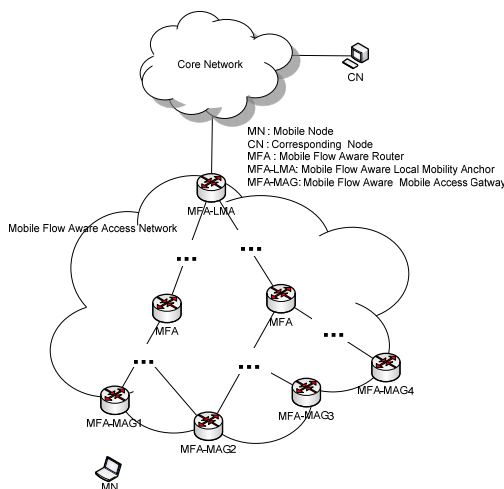 Core Network
CN
MN : Mobile Node
CN : Corresponding Node
MFA : Mobile Flow Aware Router
MFA-LMA: Mobile Flow Aware Local Mobility Anchor
MFA-MAG: Mobile Flow Aware Mobile Access Gatway
MFA-LMA
Mobile Flow Aware Access Network
MFA
MFA
MFA-MAG4
MFA-MAG3
MFA-MAG1
MFA-MAG2
MN